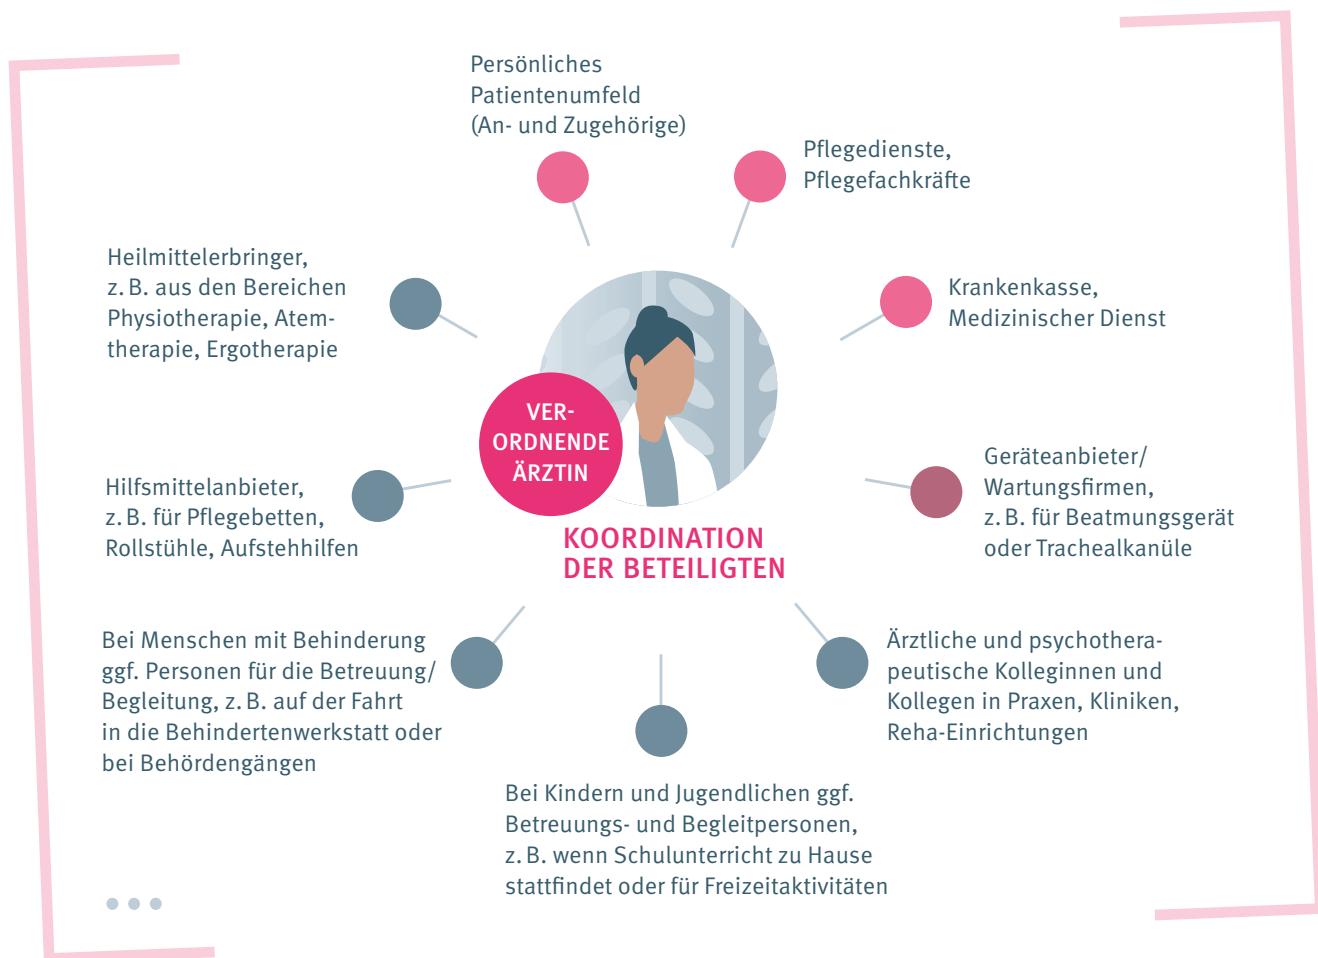 Persönliches
Patientenumfeld
(An- und Zugehörige)
Pflegedienste,
Pflegefachkräfte
Heilmittelerbringer,
z. B. aus den Bereichen
Physiotherapie, Atem-
therapie, Ergotherapie
Krankenkasse,
Medizinischer Dienst
VER-
ORDNENDE
ÄRZTIN
Hilfsmittelanbieter,
z. B. für Pflegebetten,
Rollstühle, Aufstehhilfen
Geräteanbieter/
Wartungsfirmen,
z. B. für Beatmungsgerät
oder Trachealkanüle
KOORDINATION
DER BETEILIGTEN
Bei Menschen mit Behinderung
ggf. Personen für die Betreuung/
Begleitung, z. B. auf der Fahrt
in die Behindertenwerkstatt oder
bei Behördengängen
Ärztliche und psychothera-
peutische Kolleginnen und
Kollegen in Praxen, Kliniken,
Reha-Einrichtungen
Bei Kindern und Jugendlichen ggf.
Betreuungs- und Begleitpersonen,
z. B. wenn Schulunterricht zu Hause
stattfindet oder für Freizeitaktivitäten